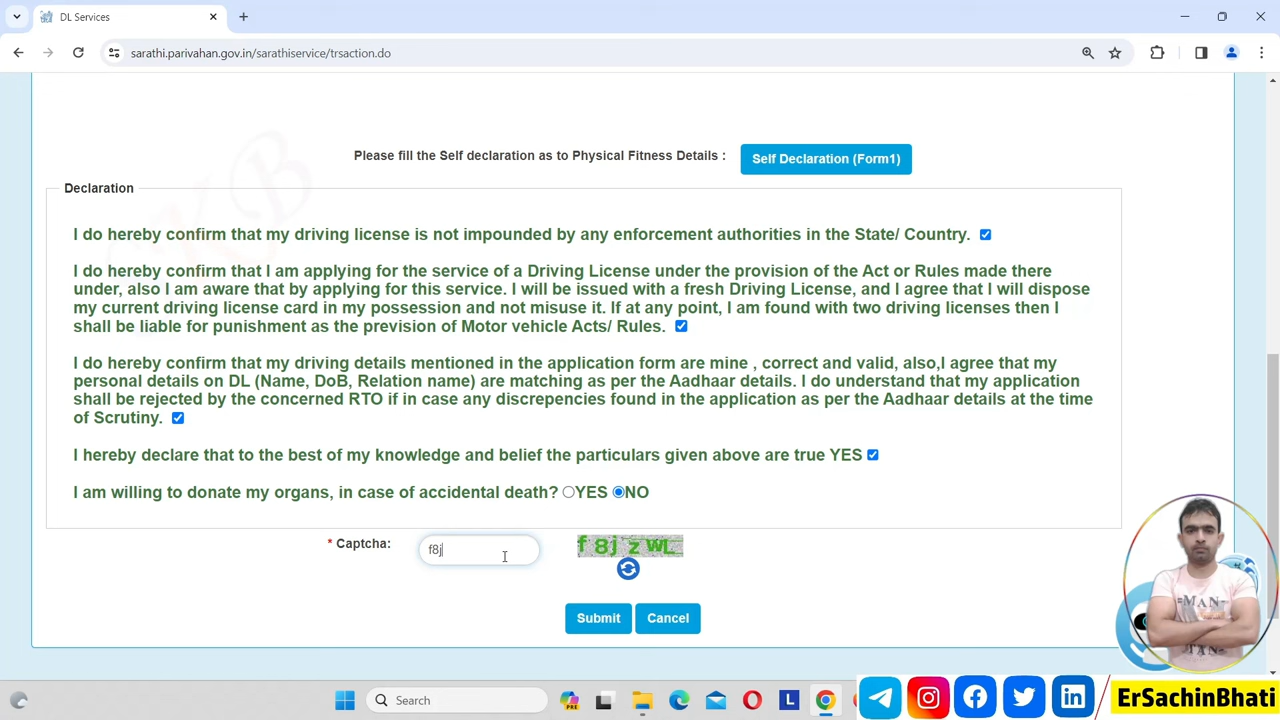 DL Services
sarathi.parivahan.gov.in/sarathiservice/trsaction.do
KB
Please fill the Self declaration as to Physical Fitness Details :
Self Declaration (Form1)
Declaration
I do hereby confirm that my driving license is not impounded by any enforcement authorities in the State/ Country.
I do hereby confirm that I am applying for the service of a Driving License under the provision of the Act or Rules made there
under, also I am aware that by applying for this service. I will be issued with a fresh Driving License, and I agree that I will dispose
my current driving license card in my possession and not misuse it. If at any point, I am found with two driving licenses then I
shall be liable for punishment as the prevision of Motor vehicle Acts/ Rules.
I do hereby confirm that my driving details mentioned in the application form are mine , correct and valid, also,I agree that my
personal details on DL (Name, DoB, Relation name) are matching as per the Aadhaar details. I do understand that my application
shall be rejected by the concerned RTO if in case any discrepencies found in the application as per the Aadhaar details at the time
of Scrutiny.
I hereby declare that to the best of my knowledge and belief the particulars given above are true YES
I am willing to donate my organs, in case of accidental death? YES NO
* Captcha:
f8j
f 8 j z W L
Submit
Cancel
MAN
TAN
Search
PRE
L
ErSachinBhati